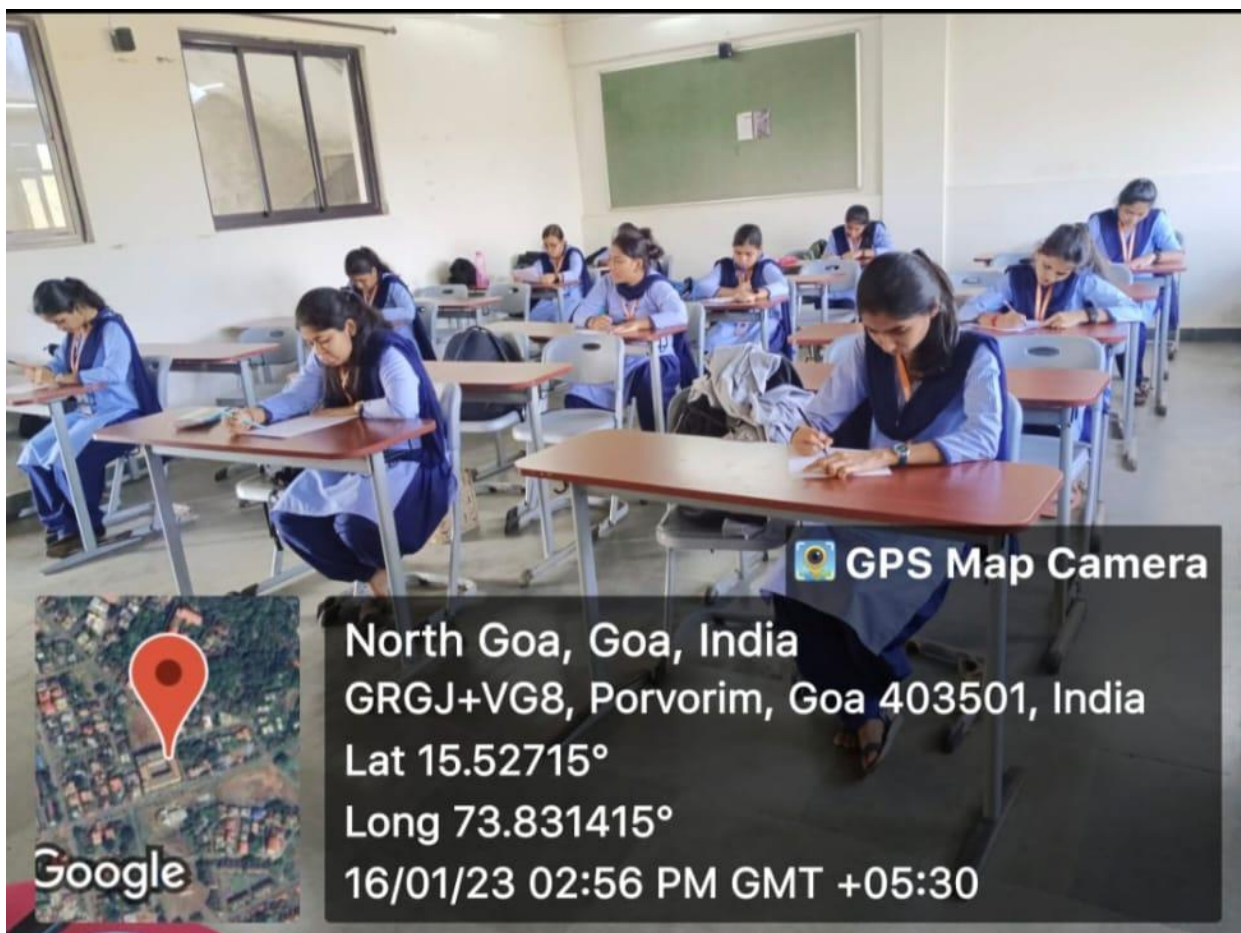 GPS Map Camera
North Goa, Goa, India
GRGJ+VG8, Porvorim, Goa 403501, India
Lat 15.52715°
Long 73.831415°
16/01/23 02:56 PM GMT +05:30
Google